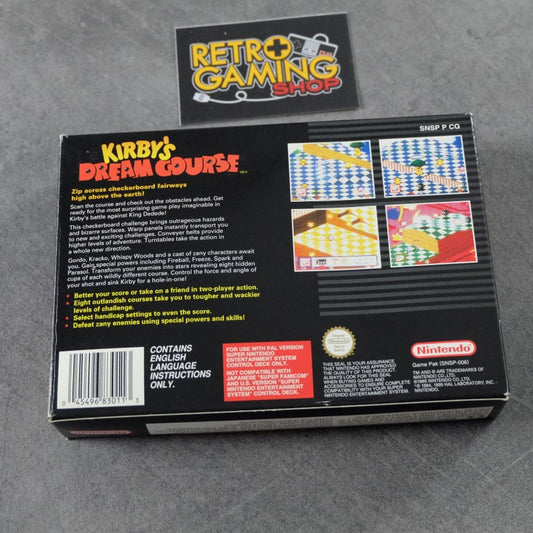 RETRO
GAMING
SHOP
SNSP P CG
KIRBY'S
DREAM COURSE™
Zip across checkerboard fairways
high above the earth!
Scan the course and check out the obstacles ahead. Get
ready for the most surprising game play imaginable in
Kirby's battle against King Dedede!
This checkerboard challenge brings outrageous hazards
and bizarre surfaces. Warp panels instantly transport you
to new and exciting challenges. Conveyer belts provide
higher levels of adventure. Turntables take the action in
a whole new direction.
Gordo, Kracko, Whispy Woods and a cast of zany characters await
you. Gain special powers including Fireball, Freeze, Spark and
Parasol. Transform your enemies into stars revealing eight hidden
cups of each wildly different course. Control the force and angle of
your shot and sink Kirby for a hole-in-one!
• Better your score or take on a friend in two-player action.
• Eight outlandish courses take you to tougher and wackier
levels of challenge.
• Select handicap settings to even the score.
• Defeat zany enemies using special powers and skills!
0 45496 83011 3
CONTAINS
ENGLISH
LANGUAGE
INSTRUCTIONS
ONLY.
FOR USE WITH PAL VERSION
SUPER NINTENDO
ENTERTAINMENT SYSTEM
CONTROL DECK ONLY.
NOT COMPATIBLE WITH
JAPANESE "SUPER FAMICOM"
AND U.S. VERSION "SUPER
NINTENDO ENTERTAINMENT
SYSTEM" CONTROL DECK.
THIS SEAL IS YOUR ASSURANCE
THAT NINTENDO HAS APPROVED
THE QUALITY OF THIS PRODUCT.
ALWAYS LOOK FOR THIS SEAL
WHEN BUYING GAMES AND
ACCESSORIES TO ENSURE COMPLETE
COMPATIBILITY WITH YOUR SUPER
NINTENDO ENTERTAINMENT SYSTEM.
Nintendo
Game Pak (SNSP-006)
TM AND ® ARE TRADEMARKS OF
NINTENDO CO., LTD.
©1995 NINTENDO CO., LTD.
© 1994, 1995 HAL LABORATORY, INC.
NINTENDO.